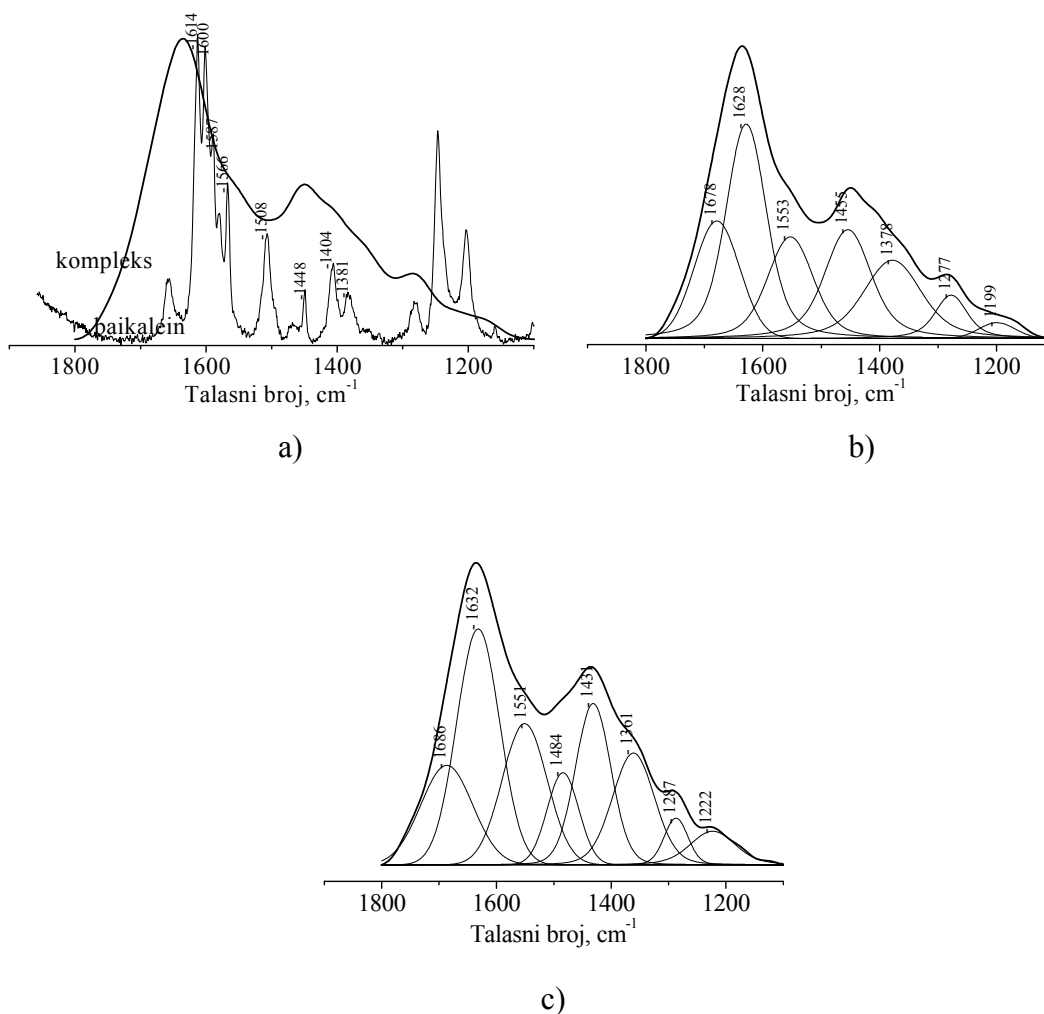 -1614
1600
-1587
-1566
-1508
-1448
-1404
1381
kompleks
baikalein
1800 1600 1400 1200
Talasni broj, cm-1
a)
- 1678
- 1628
1553
1455
- 1378
1277
1199
1800 1600 1400 1200
Talasni broj, cm-1
b)
- 1686
- 1632
1551
- 1484
- 1431
1361
1287
1222
1800 1600 1400 1200
Talasni broj, cm-1
c)